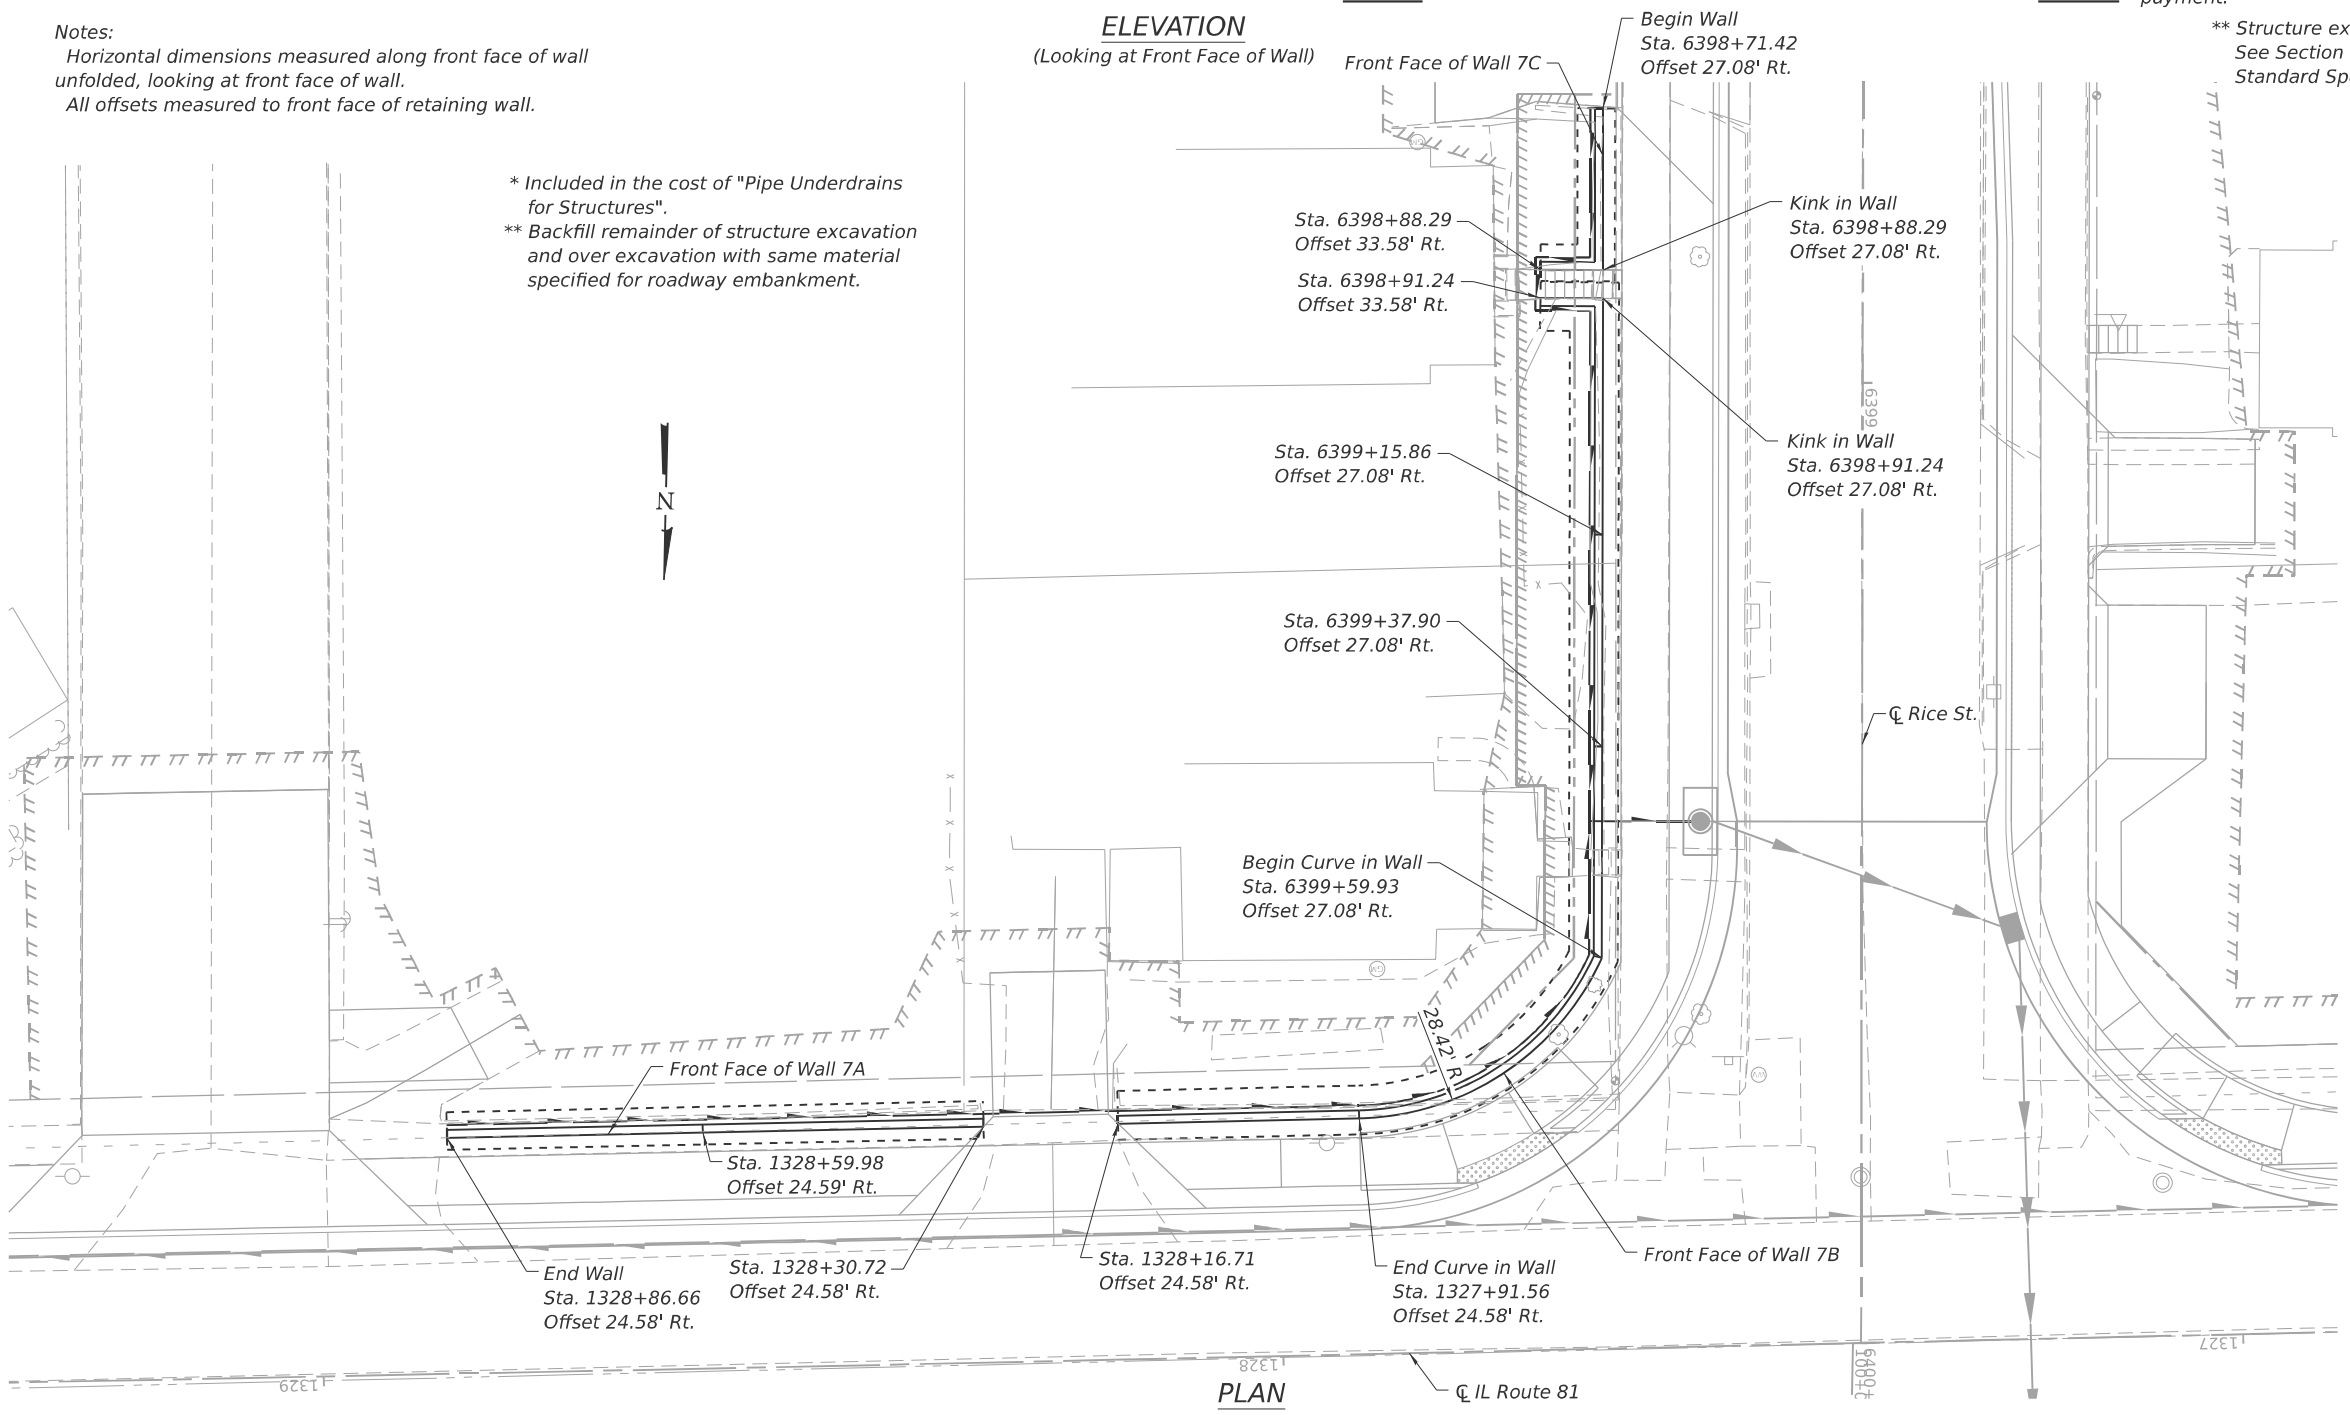 payment.
ELEVATION
(Looking at Front Face of Wall)
Notes:
Horizontal dimensions measured along front face of wall
unfolded, looking at front face of wall.
All offsets measured to front face of retaining wall.
* Included in the cost of "Pipe Underdrains
for Structures".
** Backfill remainder of structure excavation
and over excavation with same material
specified for roadway embankment.
** Structure ex
See Section
Standard Sp
Front Face of Wall 7C
Begin Wall
Sta. 6398+71.42
Offset 27.08' Rt.
Sta. 6398+88.29
Offset 33.58' Rt.
Kink in Wall
Sta. 6398+88.29
Offset 27.08' Rt.
Sta. 6398+91.24
Offset 33.58' Rt.
GM
6399
Kink in Wall
Sta. 6398+91.24
Offset 27.08' Rt.
Sta. 6399+15.86
Offset 27.08' Rt.
N
Sta. 6399+37.90
Offset 27.08' Rt.
℄ Rice St.
Begin Curve in Wall
Sta. 6399+59.93
Offset 27.08' Rt.
GM
28.42' R
Front Face of Wall 7A
WV
Sta. 1328+59.98
Offset 24.59' Rt.
End Wall
Sta. 1328+86.66
Offset 24.58' Rt.
Sta. 1328+30.72
Offset 24.58' Rt.
Sta. 1328+16.71
Offset 24.58' Rt.
End Curve in Wall
Sta. 1327+91.56
Offset 24.58' Rt.
Front Face of Wall 7B
1329
1328
1327
℄ IL Route 81
PLAN